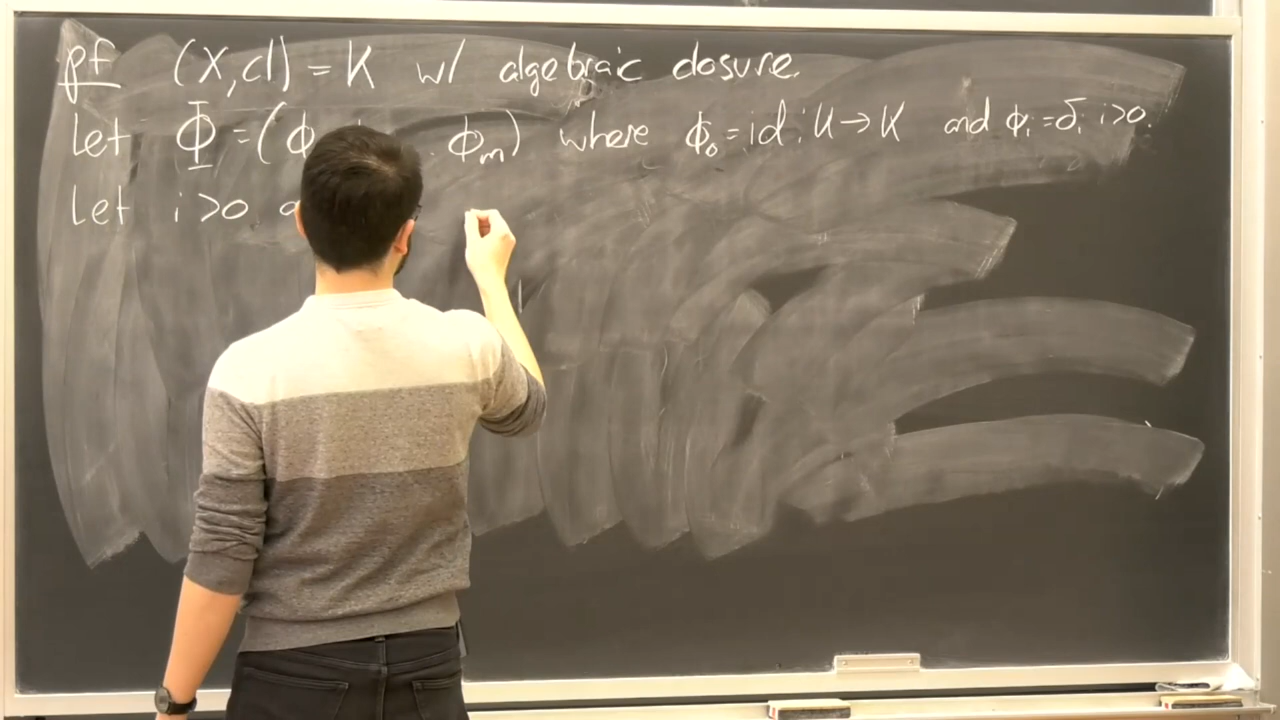 pf (X,cl) = K w/ algebraic closure.
Let Φ = (ϕ ϕₘ) where ϕ₀ = id : K → K and ϕᵢ = δᵢ i>0.
Let i>0